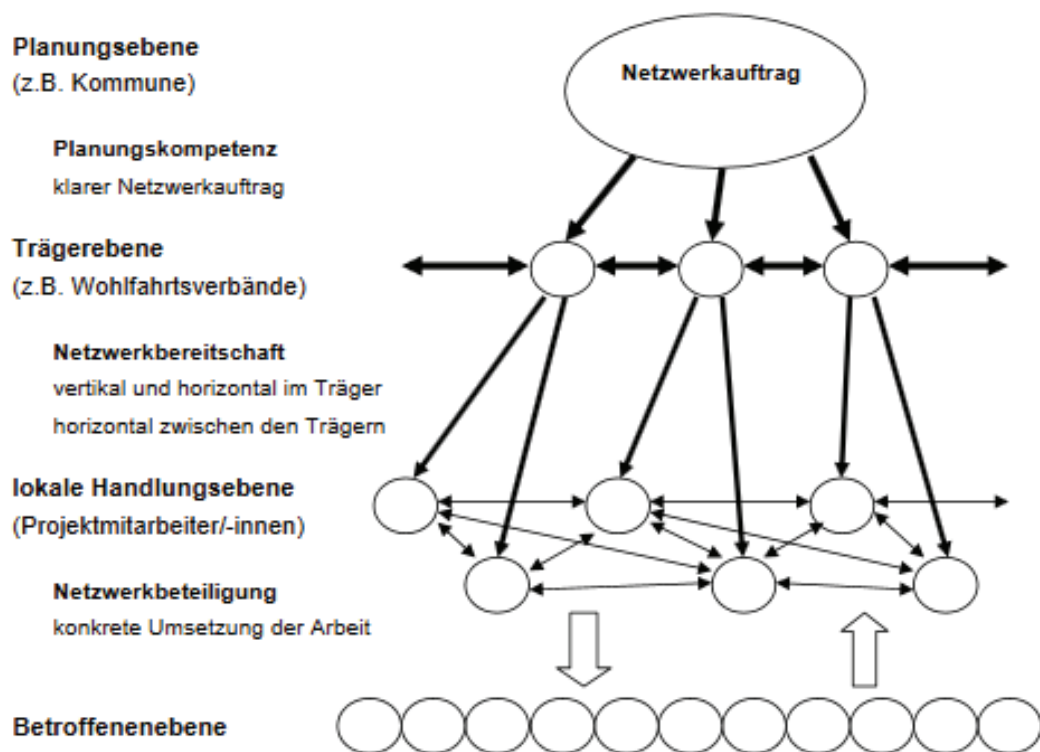 Planungsebene
(z.B. Kommune)
Netzwerkauftrag
Planungskompetenz
klarer Netzwerkauftrag
Trägerebene
(z.B. Wohlfahrtsverbände)
Netzwerkbereitschaft
vertikal und horizontal im Träger
horizontal zwischen den Trägern
lokale Handlungsebene
(Projektmitarbeiter/-innen)
Netzwerkbeteiligung
konkrete Umsetzung der Arbeit
Betroffenenebene